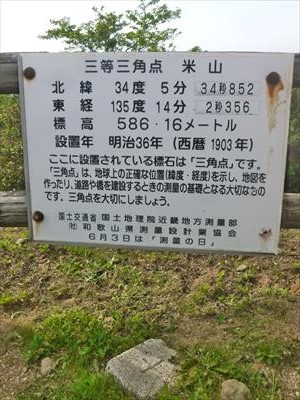 三等三角点 米山
北緯 34度 5分 34秒852
東経 135度 14分 2秒356
標高 586・16メートル
設置年 明治36年(西暦 1903年)
ここに設置されている標石は「三角点」です。
「三角点」は、地球上の正確な位置(緯度・経度)を示し、地図を
作ったり、道路や橋を建設するときの測量の基礎となる大切なもの
です。三角点を大切にしましょう。
国土交通省 国土地理院近畿地方測量部
㈳和歌山県測量設計業協会
6月3日は「測量の日」